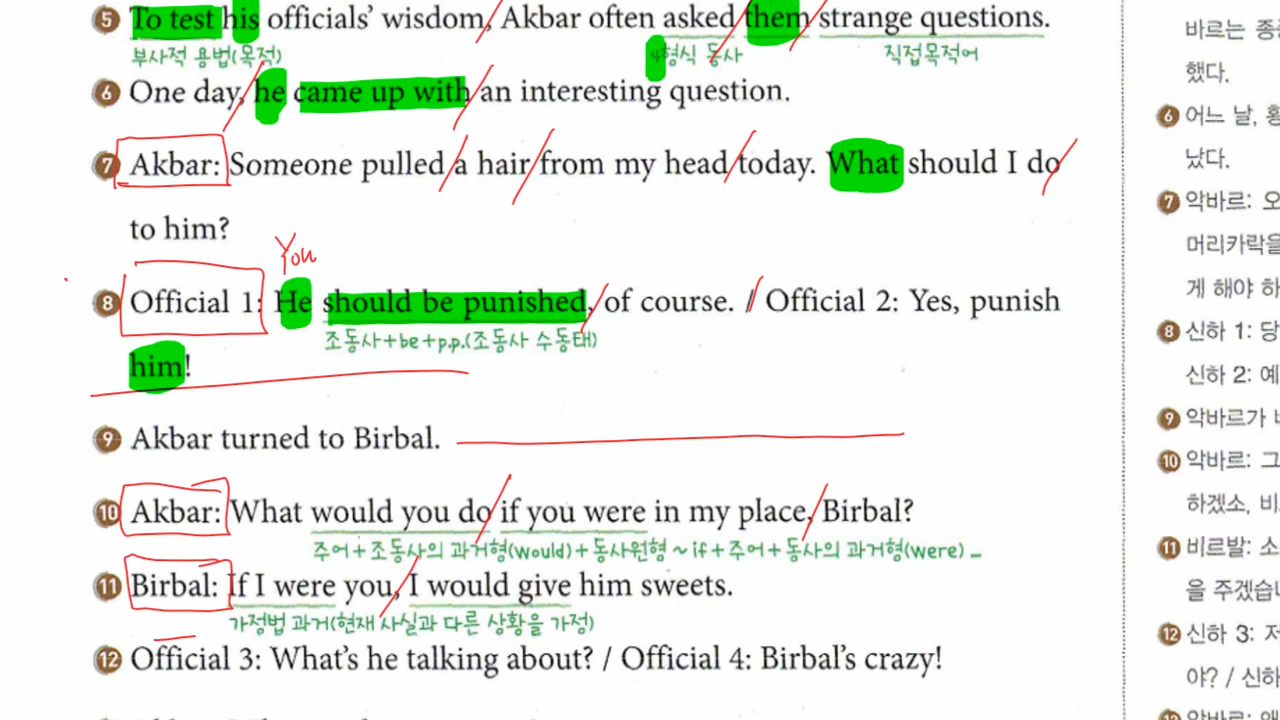 5 To test his officials' wisdom, Akbar often asked them strange questions.
부사적 용법(목적) 4형식 동사 직접목적어
6 One day, he came up with an interesting question.
7 Akbar: Someone pulled a hair from my head today. What should I do
to him?
You
8 Official 1: He should be punished, of course. / Official 2: Yes, punish
조동사+be+p.p.(조동사 수동태)
him!
9 Akbar turned to Birbal.
10 Akbar: What would you do if you were in my place, Birbal?
주어+조동사의 과거형(would)+동사원형 ~ if+주어+동사의 과거형(were) ...
11 Birbal: If I were you, I would give him sweets.
가정법 과거(현재 사실과 다른 상황을 가정)
12 Official 3: What's he talking about? / Official 4: Birbal's crazy!
바르는 종
했다.
6 어느 날, 황
났다.
7 악바르: 오
머리카락을
게 해야 하
8 신하 1: 당
신하 2: 예
9 악바르가 비
10 악바르: 그
하겠소, 비
11 비르발: 소
을 주겠습니
12 신하 3: 저
야? / 신하